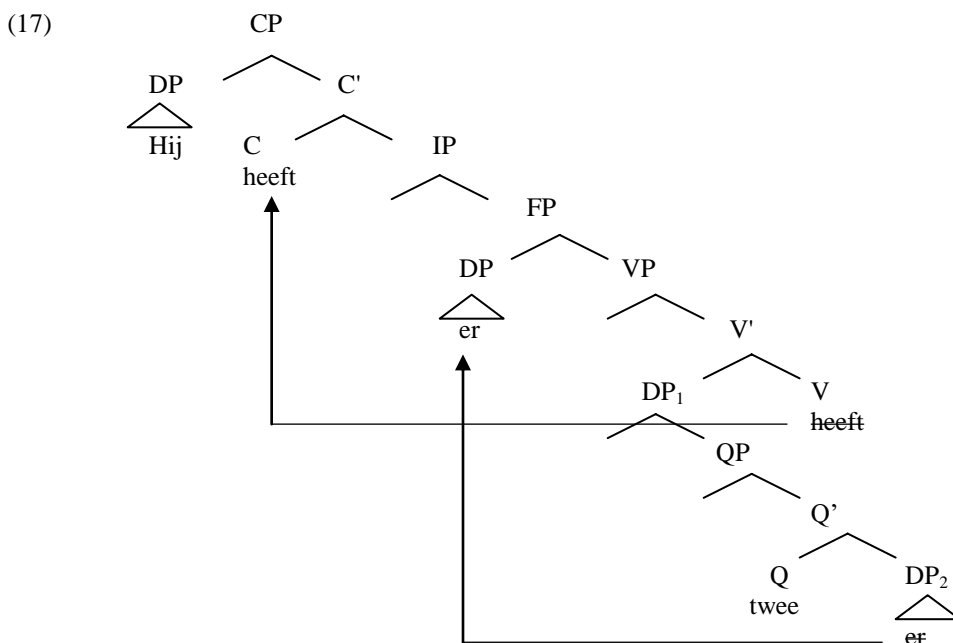 (17) CP
DP C'
Hij C IP
heeft
FP
DP VP
er V'
DP₁ V
heeft
QP
Q’
Q DP₂
twee
er